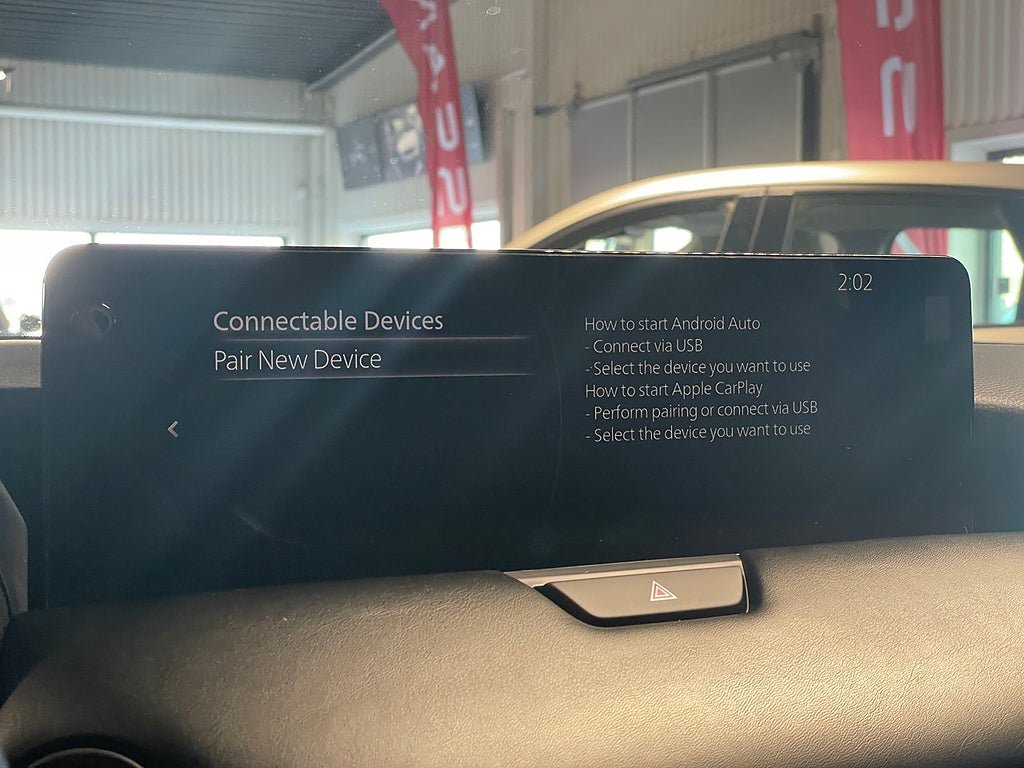 2:02
Connectable Devices
Pair New Device
How to start Android Auto
- Connect via USB
- Select the device you want to use
How to start Apple CarPlay
- Perform pairing or connect via USB
- Select the device you want to use